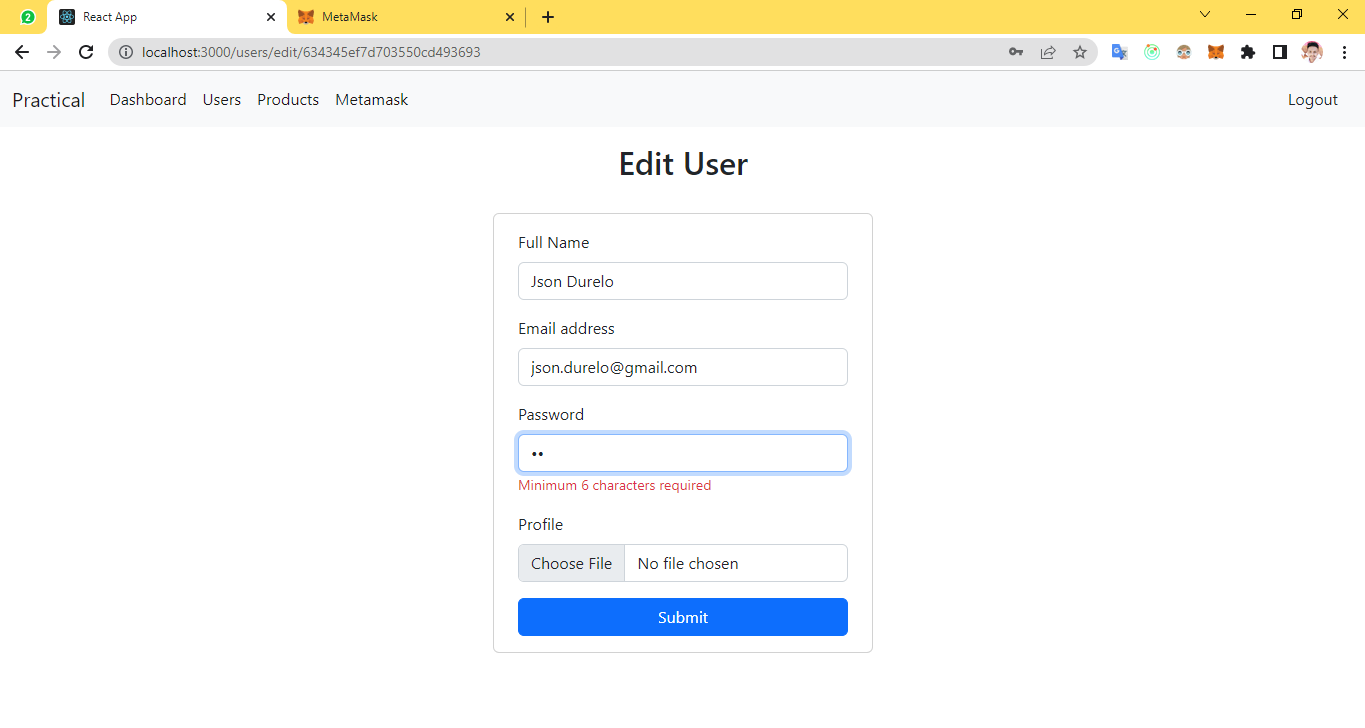 2 React App MetaMask
localhost:3000/users/edit/634345ef7d703550cd493693
Practical Dashboard Users Products Metamask Logout
Edit User
Full Name
Json Durelo
Email address
json.durelo@gmail.com
Password
••
Minimum 6 characters required
Profile
Choose File No file chosen
Submit